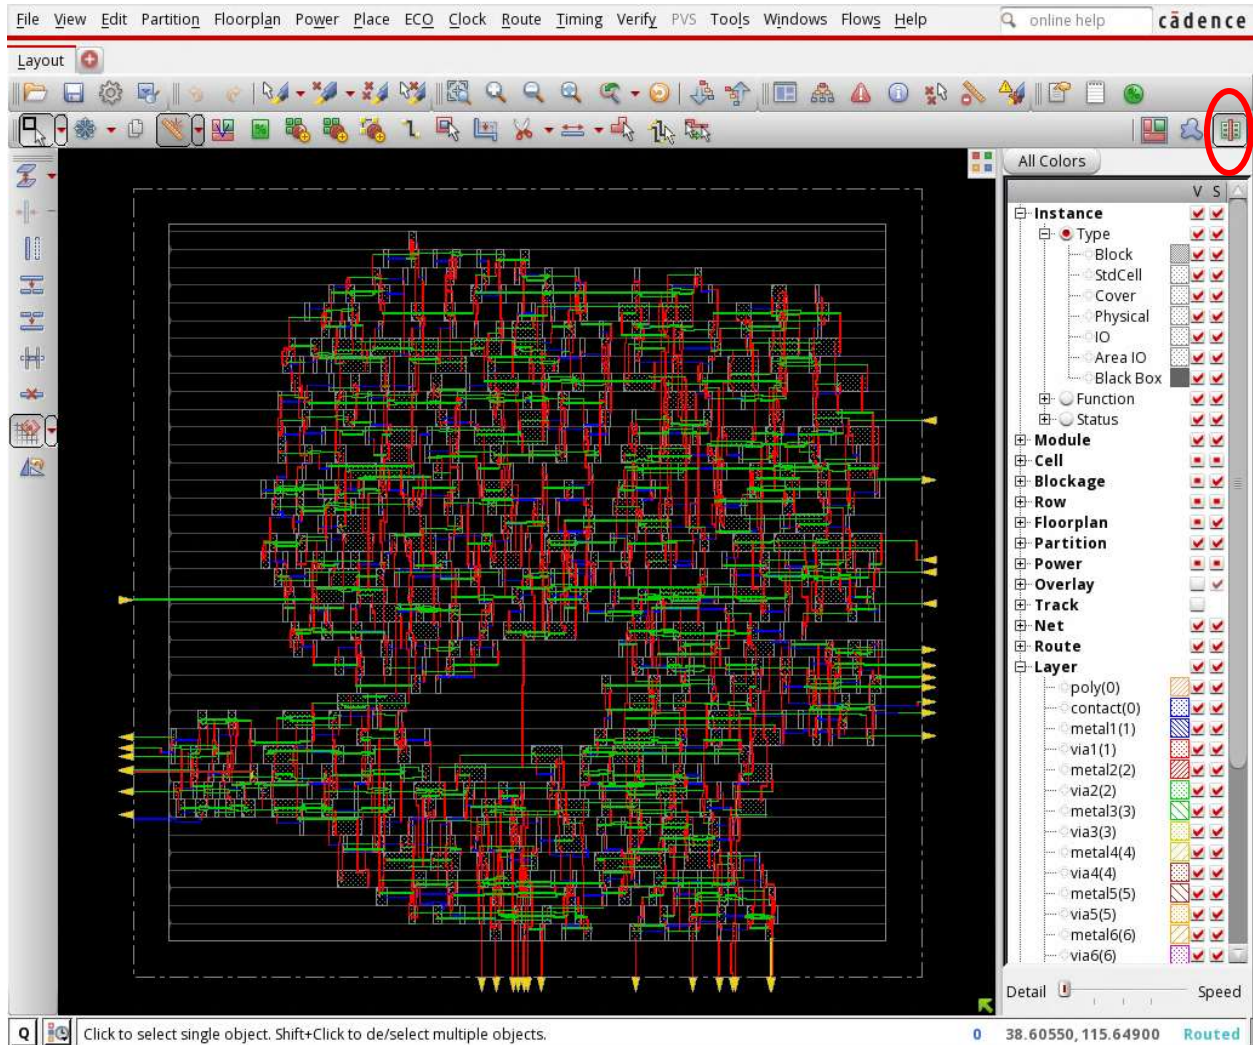 File View Edit Partition Floorplan Power Place ECO Clock Route Timing Verify PVS Tools Windows Flows Help online help cādence
Layout
All Colors
V S
Instance
Type
Block
StdCell
Cover
Physical
IO
Area IO
Black Box
Function
Status
Module
Cell
Blockage
Row
Floorplan
Partition
Power
Overlay
Track
Net
Route
Layer
poly(0)
contact(0)
metal1(1)
via1(1)
metal2(2)
via2(2)
metal3(3)
via3(3)
metal4(4)
via4(4)
metal5(5)
via5(5)
metal6(6)
via6(6)
Detail Speed
Q Click to select single object. Shift+Click to de/select multiple objects. 0 38.60550, 115.64900 Routed